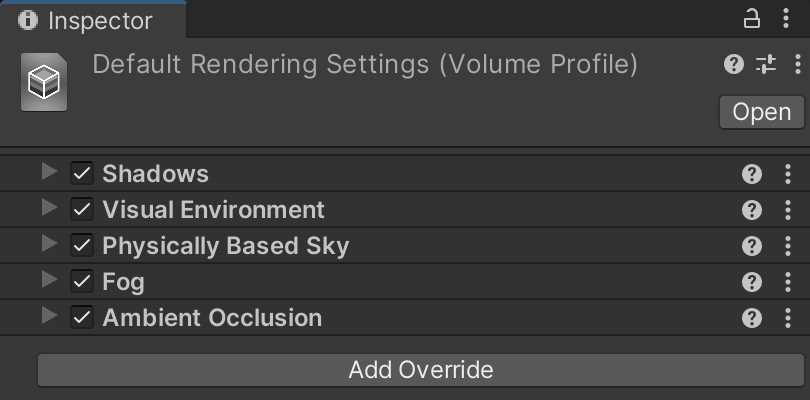 Inspector
Default Rendering Settings (Volume Profile)
Open
Shadows
Visual Environment
Physically Based Sky
Fog
Ambient Occlusion
Add Override